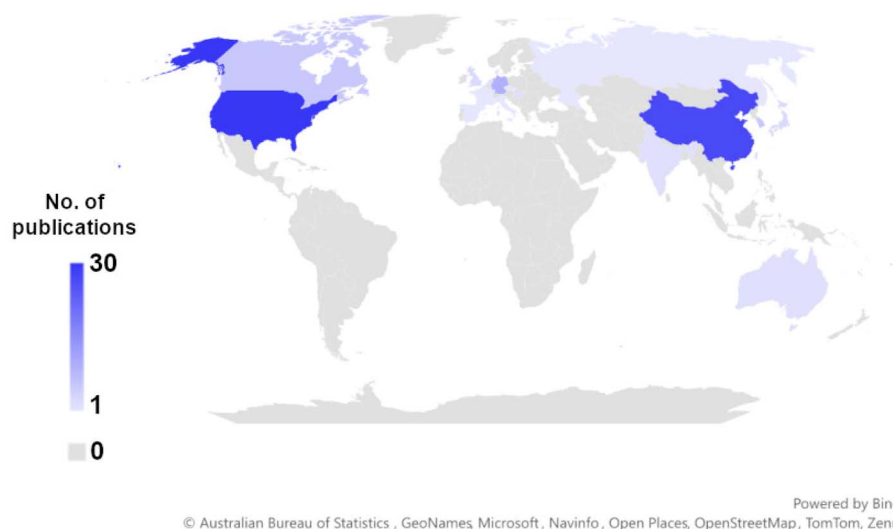 No. of
publications
30
1
0
Powered by Bin
© Australian Bureau of Statistics, GeoNames, Microsoft, Navinfo, Open Places, OpenStreetMap, TomTom, Zen